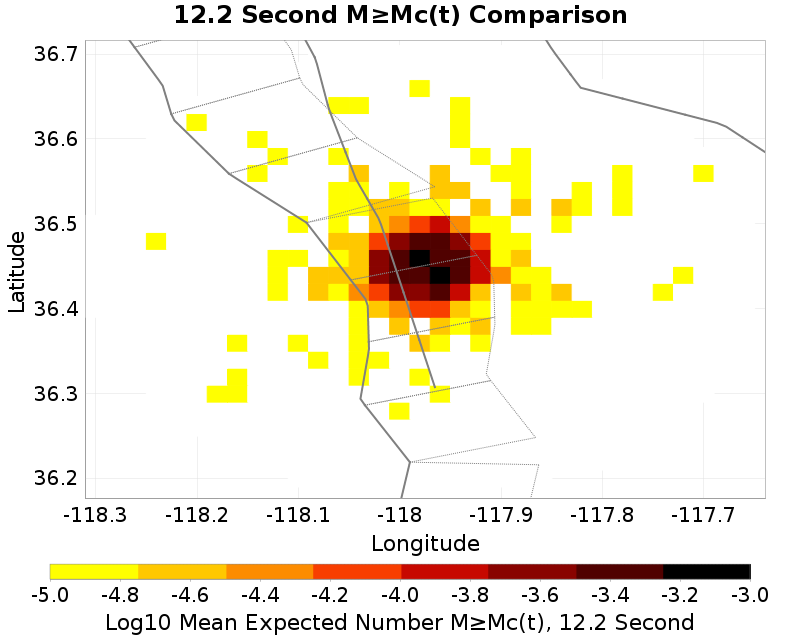 12.2 Second M≥Mc(t) Comparison
36.7
36.6
36.5
36.4
36.3
36.2
Latitude
-118.3 -118.2 -118.1 -118 -117.9 -117.8 -117.7
Longitude
-5.0 -4.8 -4.6 -4.4 -4.2 -4.0 -3.8 -3.6 -3.4 -3.2 -3.0
Log10 Mean Expected Number M≥Mc(t), 12.2 Second